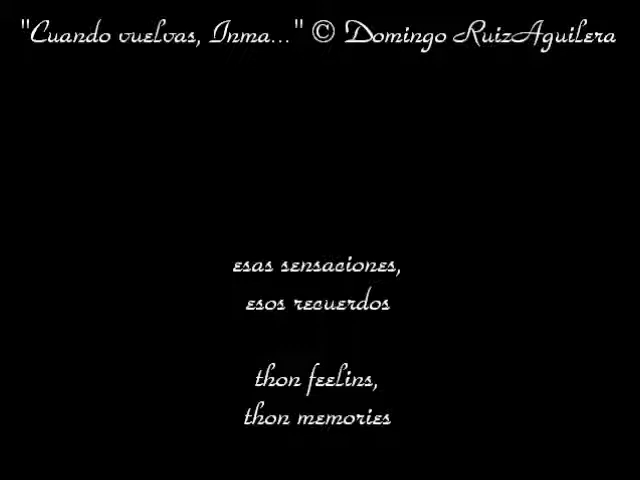 "Cuando vuelvas, Inma..." © Domingo RuizAguilera
esas sensaciones,
esos recuerdos
thon feelins,
thon memories